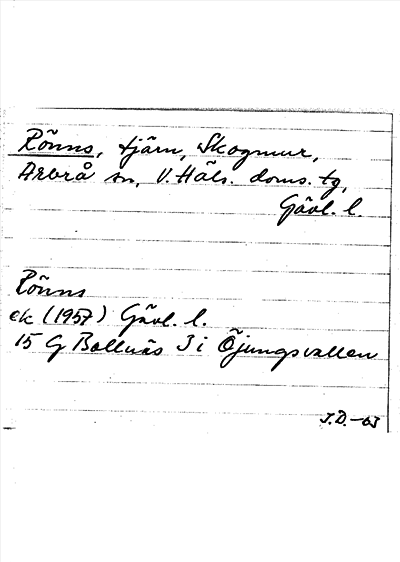 Rönns, tjärn, Skogmur,
Arbrå sn, V. Häls. doms. tg,
Gävl. l.
Rönns
ek (1957) Gävl. l.
15 G Bollnäs 3 i Öjungsvallen
J.D.-63